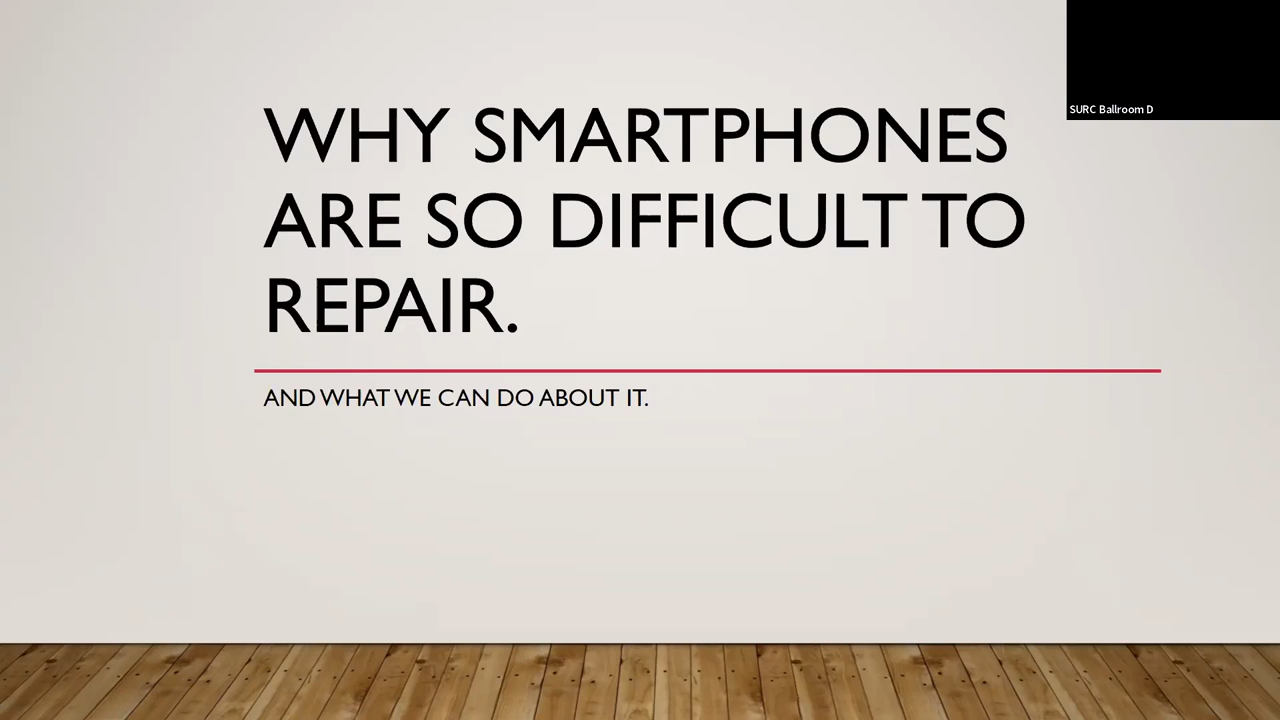 WHY SMARTPHONES
ARE SO DIFFICULT TO
REPAIR.
AND WHAT WE CAN DO ABOUT IT.
SURC Ballroom D